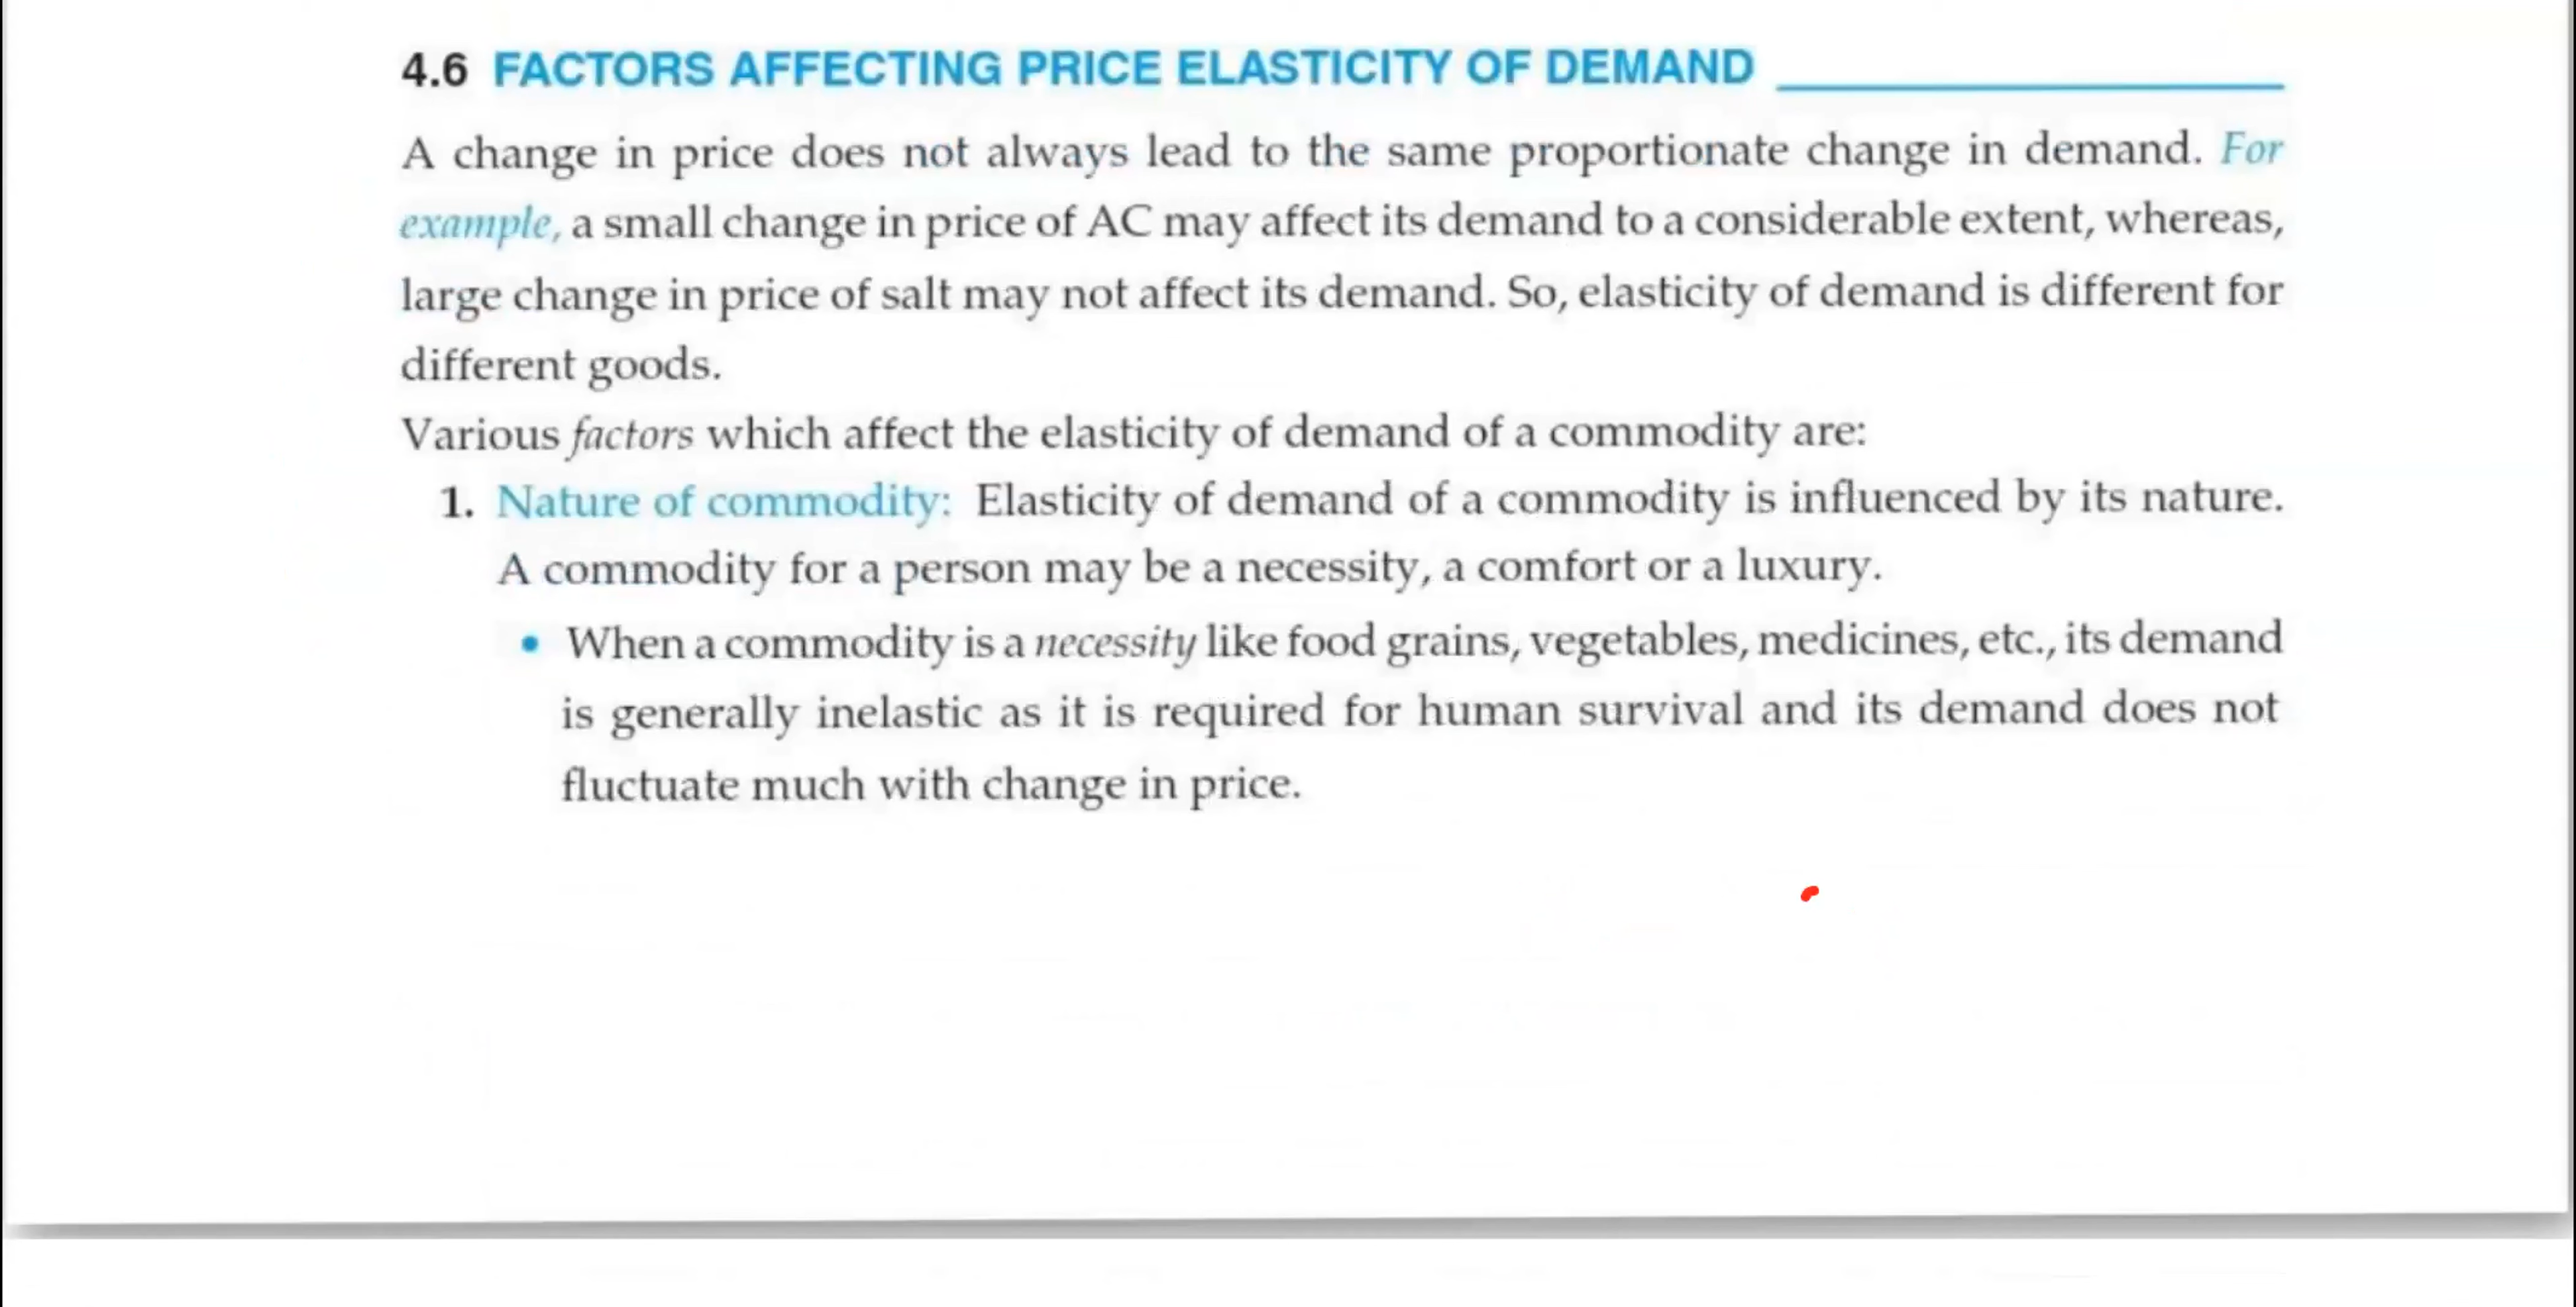 4.6 FACTORS AFFECTING PRICE ELASTICITY OF DEMAND
A change in price does not always lead to the same proportionate change in demand. For
example, a small change in price of AC may affect its demand to a considerable extent, whereas,
large change in price of salt may not affect its demand. So, elasticity of demand is different for
different goods.
Various factors which affect the elasticity of demand of a commodity are:
1. Nature of commodity: Elasticity of demand of a commodity is influenced by its nature.
A commodity for a person may be a necessity, a comfort or a luxury.
• When a commodity is a necessity like food grains, vegetables, medicines, etc., its demand
is generally inelastic as it is required for human survival and its demand does not
fluctuate much with change in price.